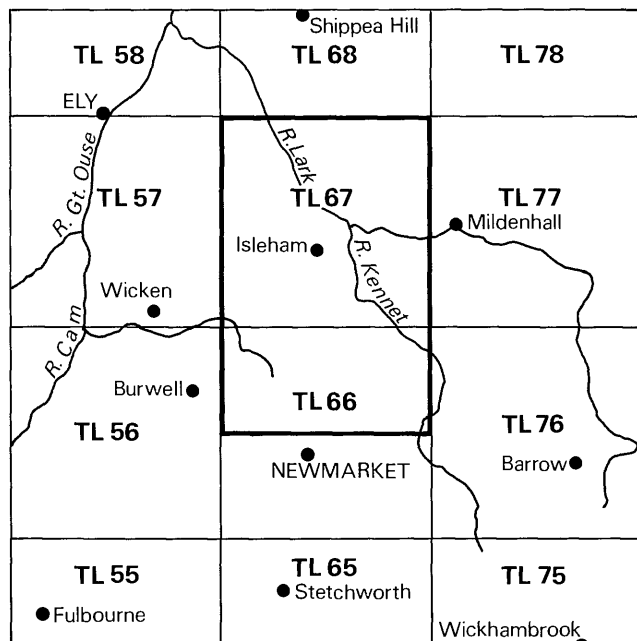 Shippea Hill
TL 58
TL 68
TL 78
ELY
R. Gt. Ouse
R. Lark
TL 57
TL 67
TL 77
Mildenhall
Isleham
R. Kennet
Wicken
R. Cam
Burwell
TL 66
TL 56
TL 76
NEWMARKET
Barrow
TL 55
TL 65
TL 75
Stetchworth
Fulbourne
Wickhambrook